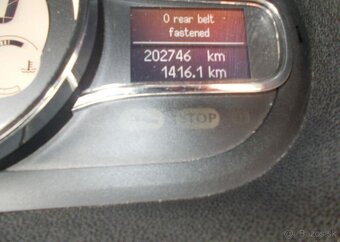 0 rear belt
fastened
202746 km
1416.1 km
STOP
Bazos.sk